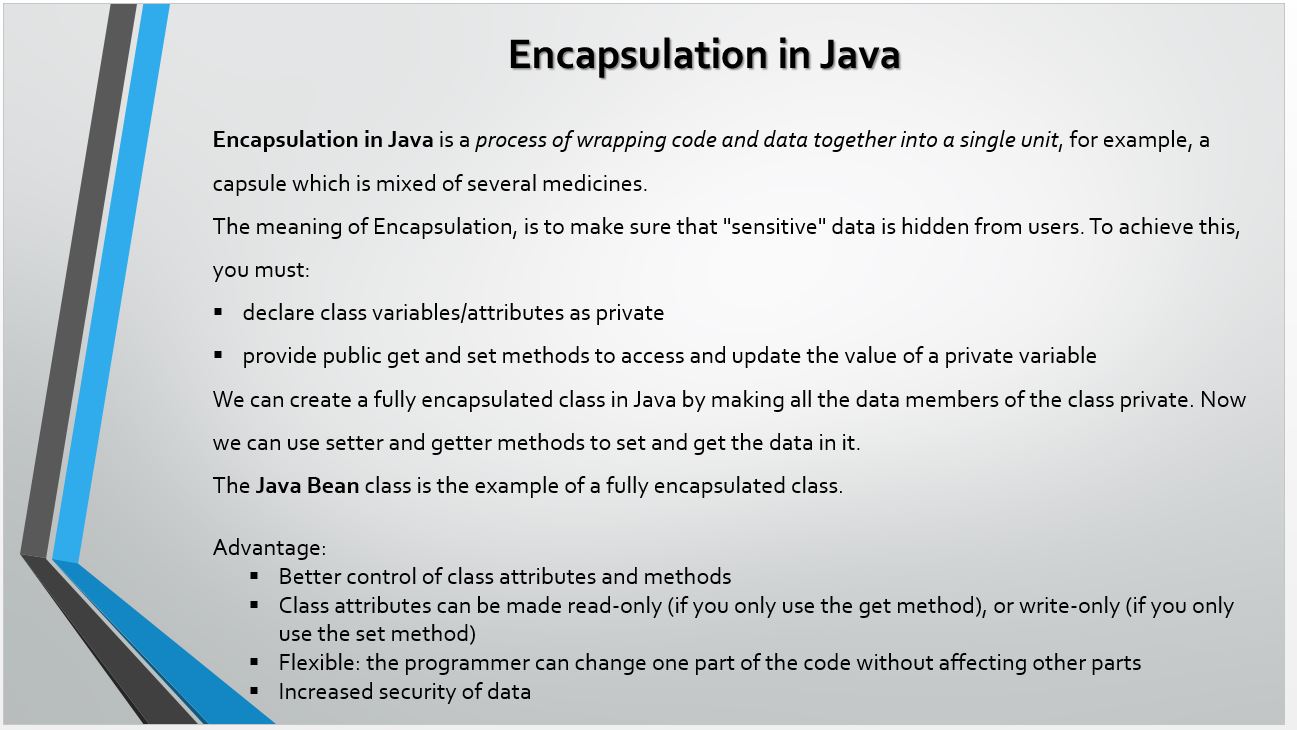 Encapsulation in Java
Encapsulation in Java is a process of wrapping code and data together into a single unit, for example, a
capsule which is mixed of several medicines.
The meaning of Encapsulation, is to make sure that "sensitive" data is hidden from users. To achieve this,
you must:
▪ declare class variables/attributes as private
▪ provide public get and set methods to access and update the value of a private variable
We can create a fully encapsulated class in Java by making all the data members of the class private. Now
we can use setter and getter methods to set and get the data in it.
The Java Bean class is the example of a fully encapsulated class.
Advantage:
▪ Better control of class attributes and methods
▪ Class attributes can be made read-only (if you only use the get method), or write-only (if you only
use the set method)
▪ Flexible: the programmer can change one part of the code without affecting other parts
▪ Increased security of data